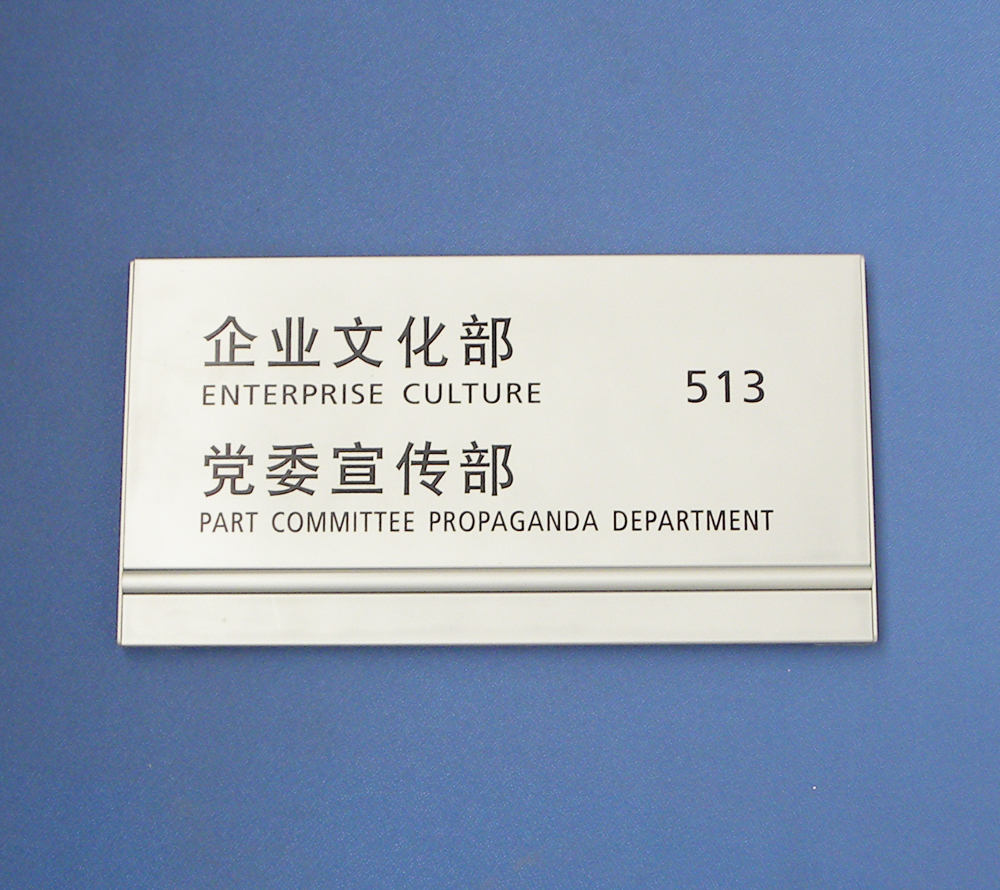 企业文化部
ENTERPRISE CULTURE
513
党委宣传部
PART COMMITTEE PROPAGANDA DEPARTMENT